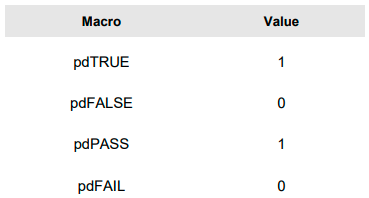 Macro Value
pdTRUE 1
pdFALSE 0
pdPASS 1
pdFAIL 0